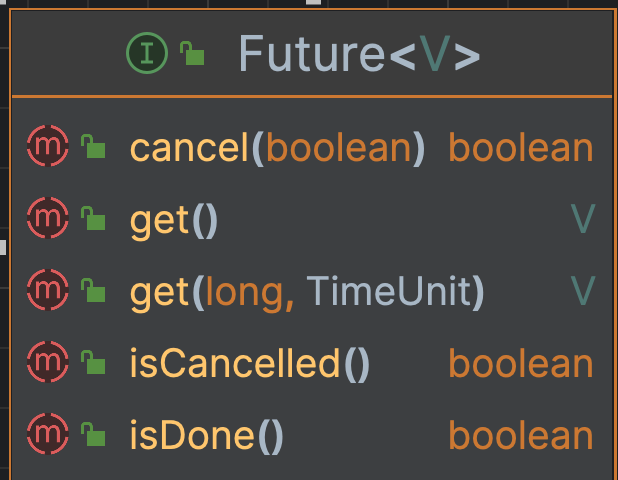 I Future<V>
m cancel(boolean) boolean
m get() V
m get(long, TimeUnit) V
m isCancelled() boolean
m isDone() boolean